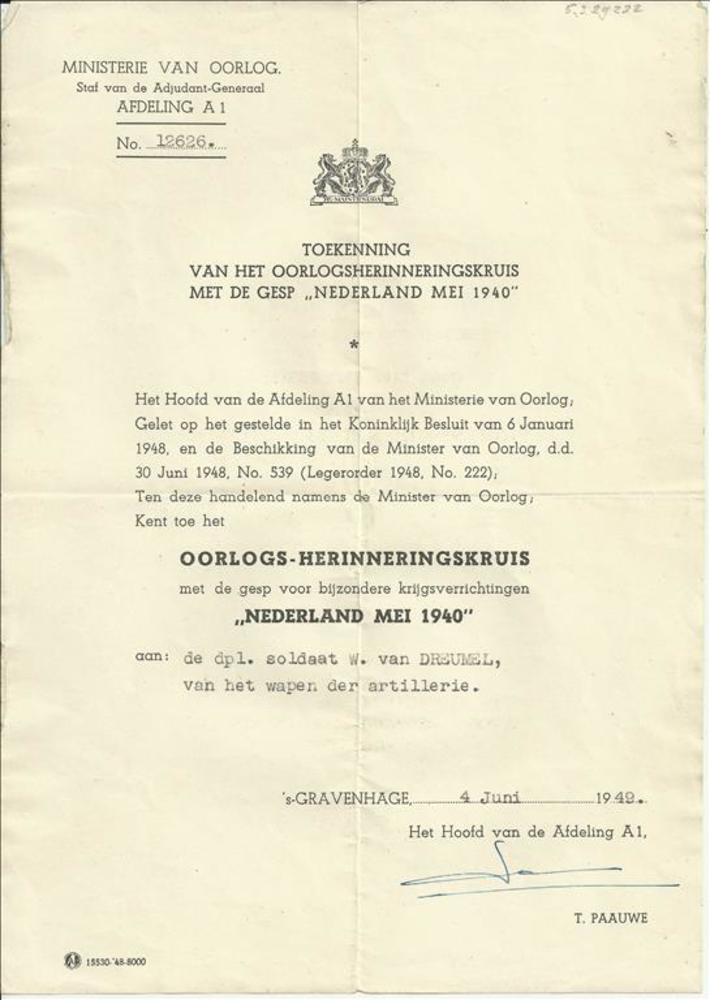 5.3.29222
MINISTERIE VAN OORLOG.
Staf van de Adjudant-Generaal
AFDELING A 1
No. 12626.
JE MAINTIENDRAI
TOEKENNING
VAN HET OORLOGSHERINNERINGSKRUIS
MET DE GESP „NEDERLAND MEI 1940”
*
Het Hoofd van de Afdeling A1 van het Ministerie van Oorlog;
Gelet op het gestelde in het Koninklijk Besluit van 6 Januari
1948, en de Beschikking van de Minister van Oorlog, d.d.
30 Juni 1948, No. 539 (Legerorder 1948, No. 222);
Ten deze handelend namens de Minister van Oorlog;
Kent toe het
OORLOGS-HERINNERINGSKRUIS
met de gesp voor bijzondere krijgsverrichtingen
„NEDERLAND MEI 1940”
aan: de dpl. soldaat W. van DREUMEL,
van het wapen der artillerie.
's-GRAVENHAGE, 4 Juni 1949.
Het Hoofd van de Afdeling A1,
T. PAAUWE
15530-'48-8000